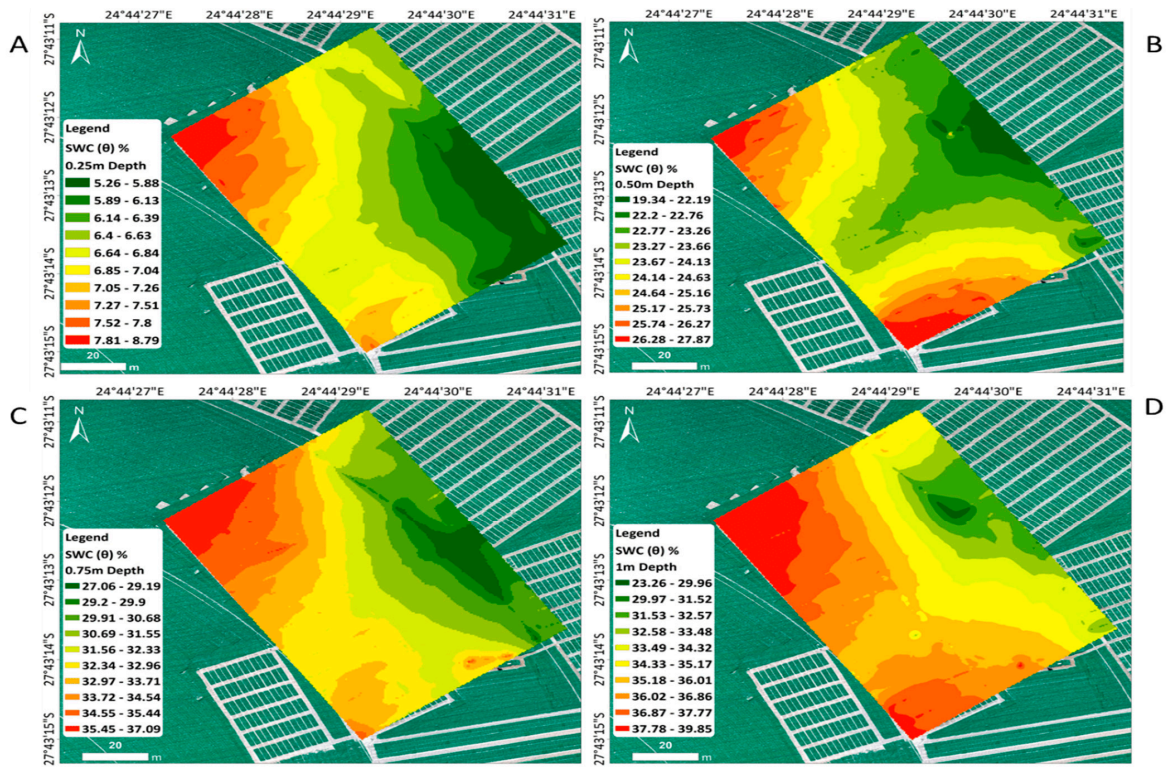 A
24°44'27"E 24°44'28"E 24°44'29"E 24°44'30"E 24°44'31"E
27°43'11"S
27°43'12"S
27°43'13"S
27°43'14"S
27°43'15"S
N
Legend
SWC (θ) %
0.25m Depth
5.26 - 5.88
5.89 - 6.13
6.14 - 6.39
6.4 - 6.63
6.64 - 6.84
6.85 - 7.04
7.05 - 7.26
7.27 - 7.51
7.52 - 7.8
7.81 - 8.79
20
m
B
24°44'27"E 24°44'28"E 24°44'29"E 24°44'30"E 24°44'31"E
27°43'11"S
27°43'12"S
27°43'13"S
27°43'14"S
27°43'15"S
N
Legend
SWC (θ) %
0.50m Depth
19.34 - 22.19
22.2 - 22.76
22.77 - 23.26
23.27 - 23.66
23.67 - 24.13
24.14 - 24.63
24.64 - 25.16
25.17 - 25.73
25.74 - 26.27
26.28 - 27.87
20
m
C
24°44'27"E 24°44'28"E 24°44'29"E 24°44'30"E 24°44'31"E
27°43'11"S
27°43'12"S
27°43'13"S
27°43'14"S
27°43'15"S
N
Legend
SWC (θ) %
0.75m Depth
27.06 - 29.19
29.2 - 29.9
29.91 - 30.68
30.69 - 31.55
31.56 - 32.33
32.34 - 32.96
32.97 - 33.71
33.72 - 34.54
34.55 - 35.44
35.45 - 37.09
20
m
D
24°44'27"E 24°44'28"E 24°44'29"E 24°44'30"E 24°44'31"E
27°43'11"S
27°43'12"S
27°43'13"S
27°43'14"S
27°43'15"S
N
Legend
SWC (θ) %
1m Depth
23.26 - 29.96
29.97 - 31.52
31.53 - 32.57
32.58 - 33.48
33.49 - 34.32
34.33 - 35.17
35.18 - 36.01
36.02 - 36.86
36.87 - 37.77
37.78 - 39.85
20
m